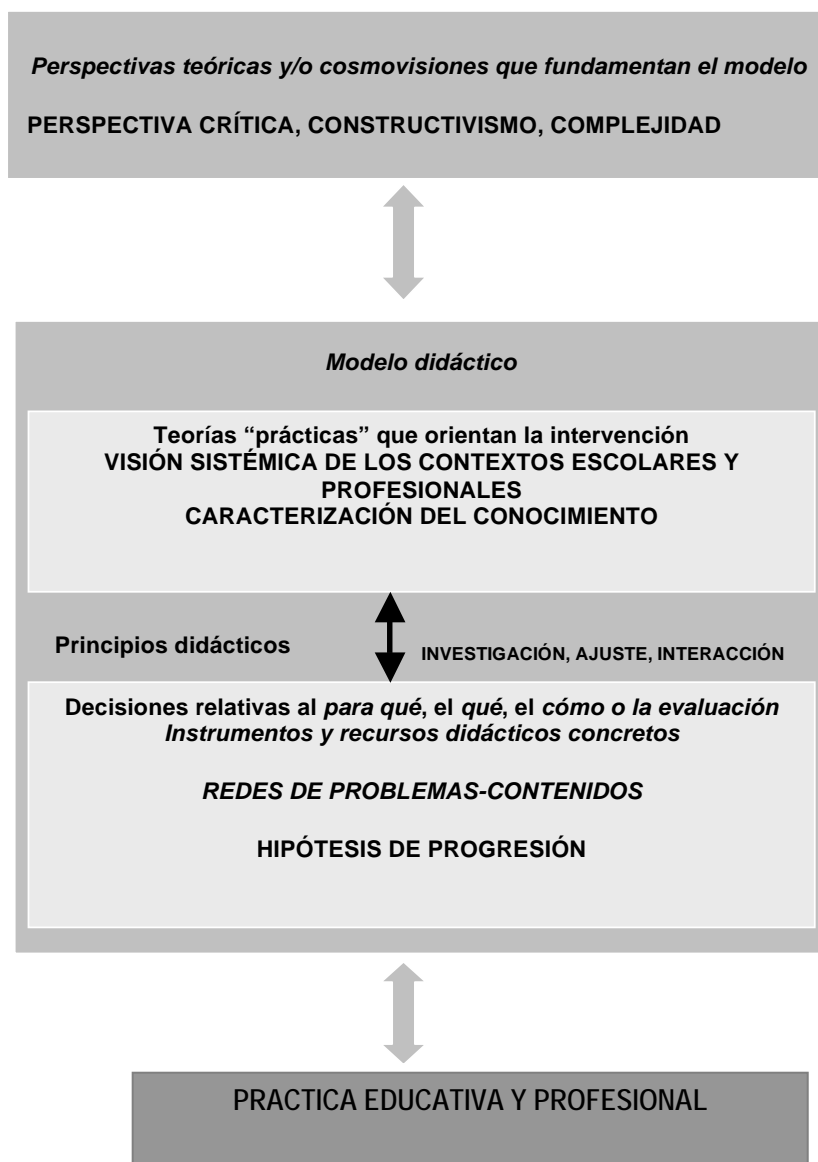 Perspectivas teóricas y/o cosmovisiones que fundamentan el modelo
PERSPECTIVA CRÍTICA, CONSTRUCTIVISMO, COMPLEJIDAD
Modelo didáctico
Teorías “prácticas” que orientan la intervención
VISIÓN SISTÉMICA DE LOS CONTEXTOS ESCOLARES Y
PROFESIONALES
CARACTERIZACIÓN DEL CONOCIMIENTO
Principios didácticos
INVESTIGACIÓN, AJUSTE, INTERACCIÓN
Decisiones relativas al para qué, el qué, el cómo o la evaluación
Instrumentos y recursos didácticos concretos
REDES DE PROBLEMAS-CONTENIDOS
HIPÓTESIS DE PROGRESIÓN
PRACTICA EDUCATIVA Y PROFESIONAL